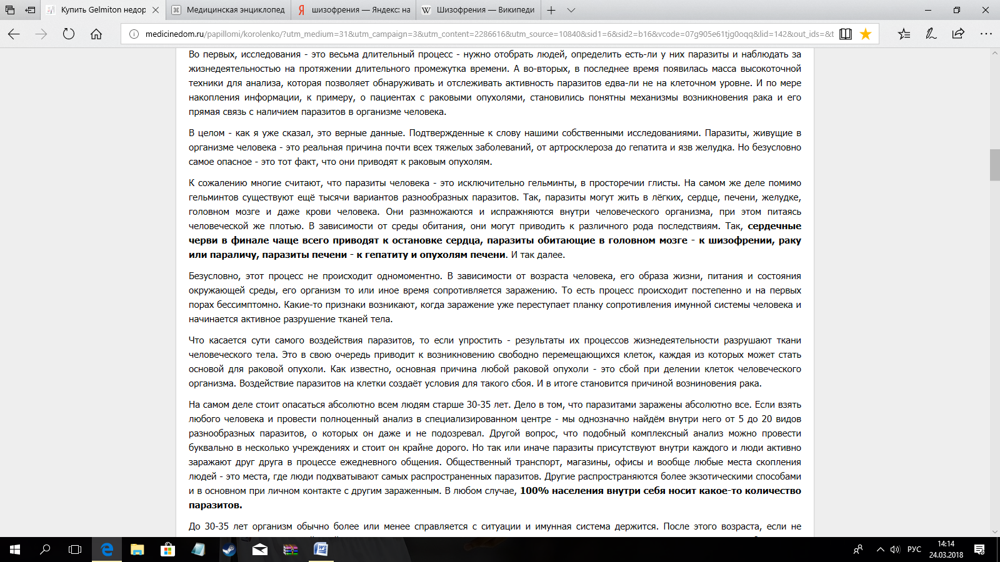 Купить Gelmiton недор
Медицинская энциклопед
шизофрения — Яндекс: на
Шизофрения — Википеди
medicinedom.ru/papillomi/korolenko/?utm_medium=31&utm_campaign=3&utm_content=2286616&utm_source=10840&sid1=6&sid2=b16&vcode=07g905e61tjg0oqq&lid=142&out_ids=&t
Во первых, исследования - это весьма длительный процесс - нужно отобрать людей, определить есть-ли у них паразиты и наблюдать за
жизнедеятельностью на протяжении длительного промежутка времени. А во-вторых, в последнее время появилась масса высокоточной
техники для анализа, которая позволяет обнаруживать и отслеживать активность паразитов едва-ли не на клеточном уровне. И по мере
накопления информации, к примеру, о пациентах с раковыми опухолями, становились понятны механизмы возникновения рака и его
прямая связь с наличием паразитов в организме человека.
В целом - как я уже сказал, это верные данные. Подтвержденные к слову нашими собственными исследованиями. Паразиты, живущие в
организме человека - это реальная причина почти всех тяжелых заболеваний, от артросклероза до гепатита и язв желудка. Но безусловно
самое опасное - это тот факт, что они приводят к раковым опухолям.
К сожалению многие считают, что паразиты человека - это исключительно гельминты, в просторечии глисты. На самом же деле помимо
гельминтов существуют ещё тысячи вариантов разнообразных паразитов. Так, паразиты могут жить в лёгких, сердце, печени, желудке,
головном мозге и даже крови человека. Они размножаются и испражняются внутри человеческого организма, при этом питаясь
человеческой же плотью. В зависимости от среды обитания, они могут приводить к различного рода последствиям. Так, сердечные
черви в финале чаще всего приводят к остановке сердца, паразиты обитающие в головном мозге - к шизофрении, раку
или параличу, паразиты печени - к гепатиту и опухолям печени. И так далее.
Безусловно, этот процесс не происходит одномоментно. В зависимости от возраста человека, его образа жизни, питания и состояния
окружающей среды, его организм то или иное время сопротивляется заражению. То есть процесс происходит постепенно и на первых
порах бессимптомно. Какие-то признаки возникают, когда заражение уже переступает планку сопротивления имунной системы человека и
начинается активное разрушение тканей тела.
Что касается сути самого воздействия паразитов, то если упростить - результаты их процессов жизнедеятельности разрушают ткани
человеческого тела. Это в свою очередь приводит к возникновению свободно перемещающихся клеток, каждая из которых может стать
основой для раковой опухоли. Как известно, основная причина любой раковой опухоли - это сбой при делении клеток человеческого
организма. Воздействие паразитов на клетки создаёт условия для такого сбоя. И в итоге становится причиной возниновения рака.
На самом деле стоит опасаться абсолютно всем людям старше 30-35 лет. Дело в том, что паразитами заражены абсолютно все. Если взять
любого человека и провести полноценный анализ в специализированном центре - мы однозначно найдём внутри него от 5 до 20 видов
разнообразных паразитов, о которых он даже и не подозревал. Другой вопрос, что подобный комплексный анализ можно провести
буквально в несколько учреждениях и стоит он крайне дорого. Но так или иначе паразиты присутствуют внутри каждого и люди активно
заражают друг друга в процессе ежедневного общения. Общественный транспорт, магазины, офисы и вообще любые места скопления
людей - это места, где люди подхватывают самых распространенных паразитов. Другие распространяются более экзотическими способами
и в основном при личном контакте с другим зараженным. В любом случае, 100% населения внутри себя носит какое-то количество
паразитов.
До 30-35 лет организм обычно более или менее справляется с ситуации и имунная система держится. После этого возраста, если не
РУС
14:14
24.03.2018